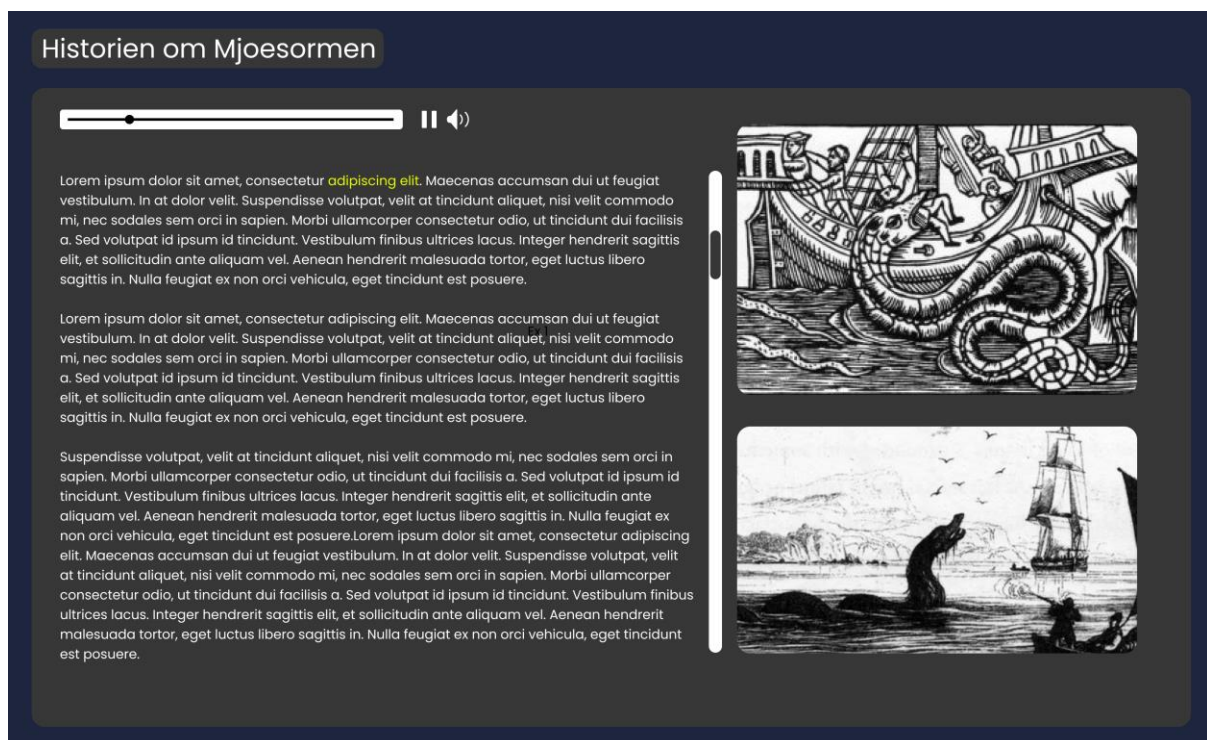 Historien om Mjoesormen
Lorem ipsum dolor sit amet, consectetur adipiscing elit. Maecenas accumsan dui ut feugiat
vestibulum. In at dolor velit. Suspendisse volutpat, velit at tincidunt aliquet, nisi velit commodo
mi, nec sodales sem orci in sapien. Morbi ullamcorper consectetur odio, ut tincidunt dui facilisis
a. Sed volutpat id ipsum id tincidunt. Vestibulum finibus ultrices lacus. Integer hendrerit sagittis
elit, et sollicitudin ante aliquam vel. Aenean hendrerit malesuada tortor, eget luctus libero
sagittis in. Nulla feugiat ex non orci vehicula, eget tincidunt est posuere.
Lorem ipsum dolor sit amet, consectetur adipiscing elit. Maecenas accumsan dui ut feugiat
Ex 1
vestibulum. In at dolor velit. Suspendisse volutpat, velit at tincidunt aliquet, nisi velit commodo
mi, nec sodales sem orci in sapien. Morbi ullamcorper consectetur odio, ut tincidunt dui facilisis
a. Sed volutpat id ipsum id tincidunt. Vestibulum finibus ultrices lacus. Integer hendrerit sagittis
elit, et sollicitudin ante aliquam vel. Aenean hendrerit malesuada tortor, eget luctus libero
sagittis in. Nulla feugiat ex non orci vehicula, eget tincidunt est posuere.
Suspendisse volutpat, velit at tincidunt aliquet, nisi velit commodo mi, nec sodales sem orci in
sapien. Morbi ullamcorper consectetur odio, ut tincidunt dui facilisis a. Sed volutpat id ipsum id
tincidunt. Vestibulum finibus ultrices lacus. Integer hendrerit sagittis elit, et sollicitudin ante
aliquam vel. Aenean hendrerit malesuada tortor, eget luctus libero sagittis in. Nulla feugiat ex
non orci vehicula, eget tincidunt est posuere.Lorem ipsum dolor sit amet, consectetur adipiscing
elit. Maecenas accumsan dui ut feugiat vestibulum. In at dolor velit. Suspendisse volutpat, velit
at tincidunt aliquet, nisi velit commodo mi, nec sodales sem orci in sapien. Morbi ullamcorper
consectetur odio, ut tincidunt dui facilisis a. Sed volutpat id ipsum id tincidunt. Vestibulum finibus
ultrices lacus. Integer hendrerit sagittis elit, et sollicitudin ante aliquam vel. Aenean hendrerit
malesuada tortor, eget luctus libero sagittis in. Nulla feugiat ex non orci vehicula, eget tincidunt
est posuere.